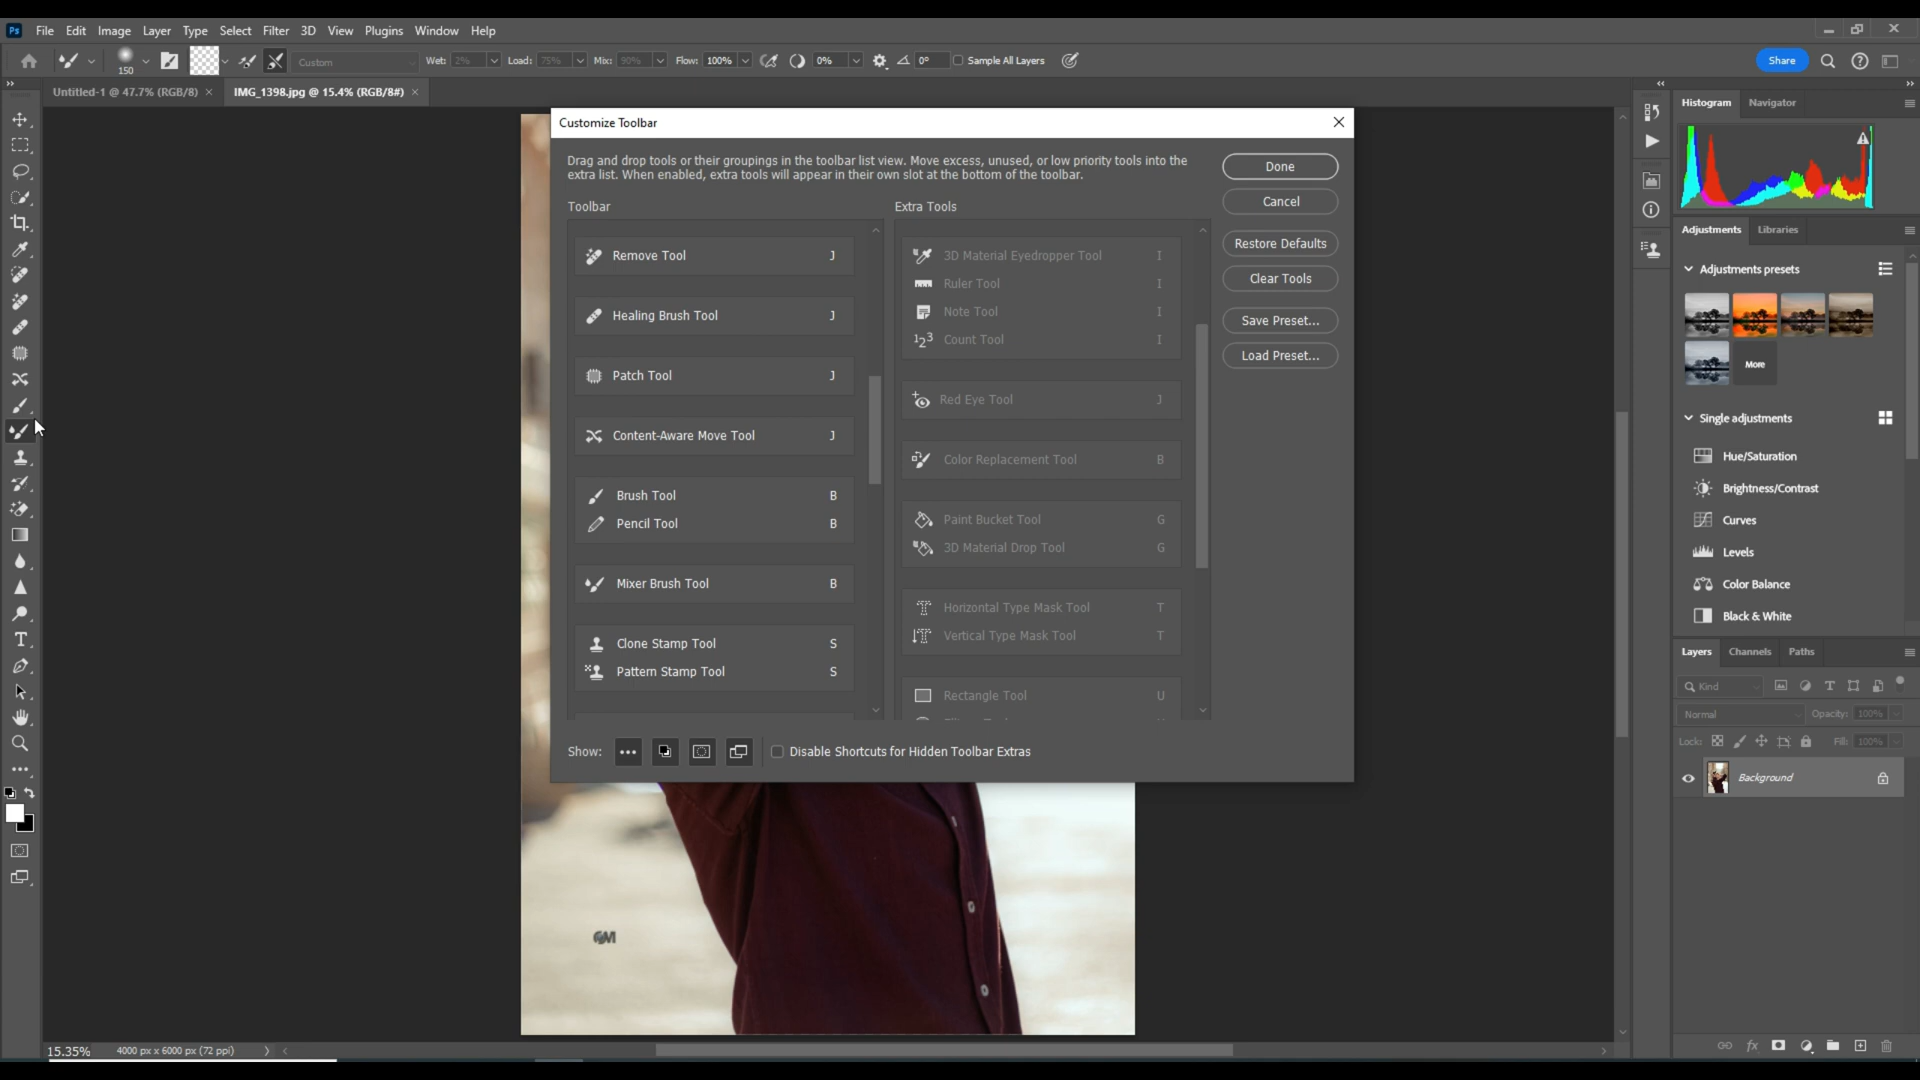 Ps File Edit Image Layer Type Select Filter 3D View Plugins Window Help
150 Custom Wet: 2% Load: 75% Mix: 90% Flow: 100% 0% 0° Sample All Layers Share
Untitled-1 @ 47.7% (RGB/8) × IMG_1398.jpg @ 15.4% (RGB/8#) ×
Customize Toolbar
Drag and drop tools or their groupings in the toolbar list view. Move excess, unused, or low priority tools into the
extra list. When enabled, extra tools will appear in their own slot at the bottom of the toolbar.
Toolbar
Remove Tool J
Healing Brush Tool J
Patch Tool J
Content-Aware Move Tool J
Brush Tool B
Pencil Tool B
Mixer Brush Tool B
Clone Stamp Tool S
Pattern Stamp Tool S
Extra Tools
3D Material Eyedropper Tool I
Ruler Tool I
Note Tool I
Count Tool I
Red Eye Tool J
Color Replacement Tool B
Paint Bucket Tool G
3D Material Drop Tool G
Horizontal Type Mask Tool T
Vertical Type Mask Tool T
Rectangle Tool U
Done
Cancel
Restore Defaults
Clear Tools
Save Preset...
Load Preset...
Show: Disable Shortcuts for Hidden Toolbar Extras
Histogram Navigator
Adjustments Libraries
Adjustments presets
More
Single adjustments
Hue/Saturation
Brightness/Contrast
Curves
Levels
Color Balance
Black & White
Layers Channels Paths
Kind
Normal Opacity: 100%
Lock: Fill: 100%
Background
GM
15.35% 4000 px x 6000 px (72 ppi)